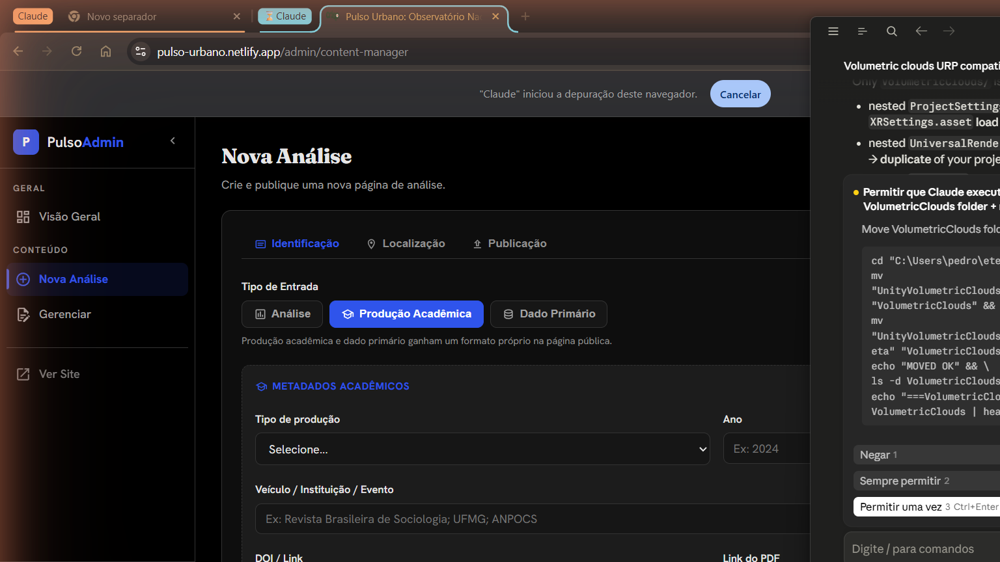 Claude
Novo separador
Claude
Pulso Urbano: Observatório Na
pulso-urbano.netlify.app/admin/content-manager
"Claude" iniciou a depuração deste navegador.
Cancelar
P
PulsoAdmin
GERAL
Visão Geral
CONTEÚDO
Nova Análise
Gerenciar
Ver Site
Nova Análise
Crie e publique uma nova página de análise.
Identificação
Localização
Publicação
Tipo de Entrada
Análise
Produção Acadêmica
Dado Primário
Produção acadêmica e dado primário ganham um formato próprio na página pública.
METADADOS ACADÊMICOS
Tipo de produção
Selecione...
Ano
Ex: 2024
Veículo / Instituição / Evento
Ex: Revista Brasileira de Sociologia; UFMG; ANPOCS
DOI / Link
Link do PDF
Volumetric clouds URP compati
Only VolumetricClouds/ is
nested ProjectSettings
XRSettings.asset load
nested UniversalRende
→ duplicate of your proje
Permitir que Claude execut
VolumetricClouds folder +
Move VolumetricClouds fold
cd "C:\Users\pedro\ete
mv
"UnityVolumetricClouds
"VolumetricClouds" &&
mv
"UnityVolumetricClouds
eta" "VolumetricClouds
echo "MOVED OK" && \
ls -d VolumetricClouds
echo "===VolumetricClo
VolumetricClouds | hea
Negar 1
Sempre permitir 2
Permitir uma vez 3 Ctrl+Enter
Digite / para comandos